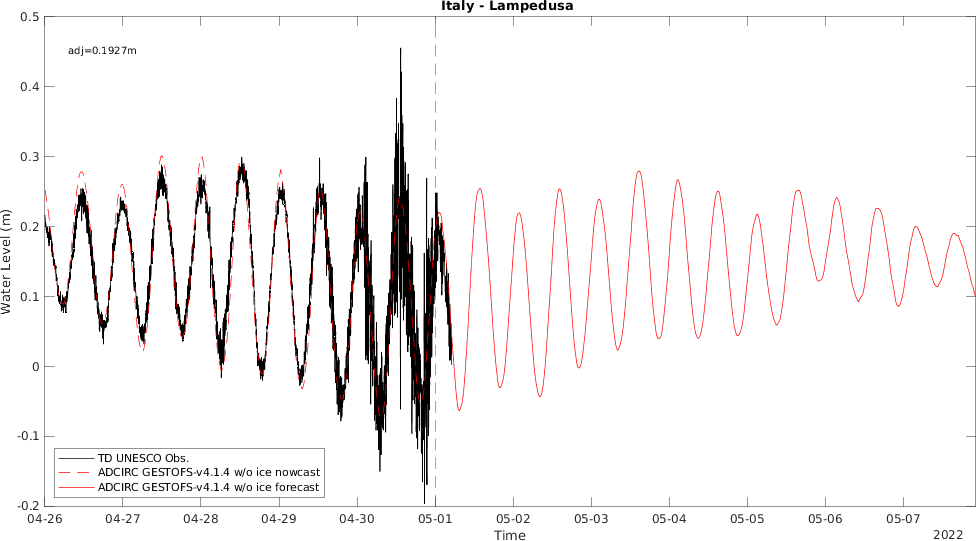 Italy - Lampedusa
adj=0.1927m
0.5
0.4
0.3
0.2
0.1
0
-0.1
-0.2
Water Level (m)
TD UNESCO Obs.
ADCIRC GESTOFS-v4.1.4 w/o ice nowcast
ADCIRC GESTOFS-v4.1.4 w/o ice forecast
04-26 04-27 04-28 04-29 04-30 05-01 05-02 05-03 05-04 05-05 05-06 05-07
Time
2022